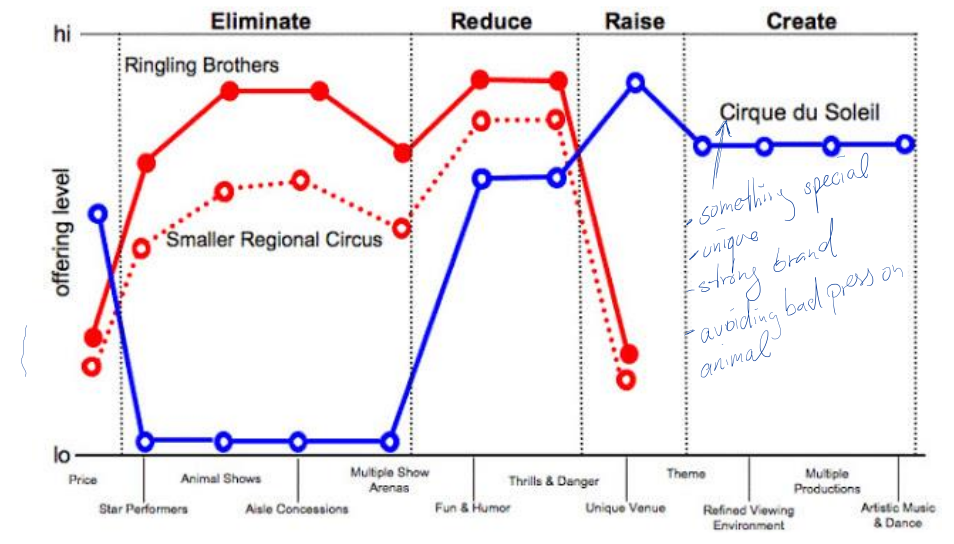 Eliminate
Reduce
Raise
Create
hi
Ringling Brothers
Cirque du Soleil
- something special
- unique
- strong brand
- avoiding bad press on
animal
Smaller Regional Circus
offering level
lo
Price
Star Performers
Animal Shows
Aisle Concessions
Multiple Show
Arenas
Fun & Humor
Thrills & Danger
Unique Venue
Theme
Refined Viewing
Environment
Multiple
Productions
Artistic Music
& Dance